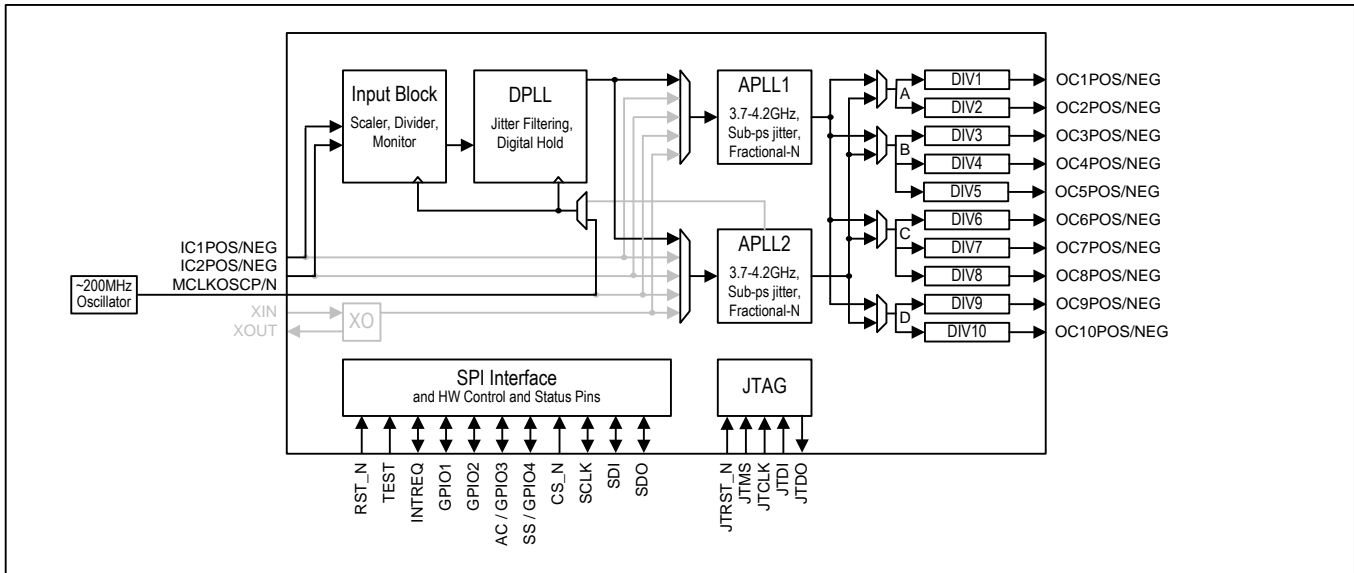 Input Block
Scaler, Divider,
Monitor
DPLL
Jitter Filtering,
Digital Hold
APLL1
3.7-4.2GHz,
Sub-ps jitter,
Fractional-N
APLL2
3.7-4.2GHz,
Sub-ps jitter,
Fractional-N
A
B
C
D
DIV1
DIV2
DIV3
DIV4
DIV5
DIV6
DIV7
DIV8
DIV9
DIV10
OC1POS/NEG
OC2POS/NEG
OC3POS/NEG
OC4POS/NEG
OC5POS/NEG
OC6POS/NEG
OC7POS/NEG
OC8POS/NEG
OC9POS/NEG
OC10POS/NEG
IC1POS/NEG
IC2POS/NEG
MCLKOSCP/N
~200MHz
Oscillator
XIN
XOUT
XO
SPI Interface
and HW Control and Status Pins
JTAG
RST_N
TEST
INTREQ
GPIO1
GPIO2
AC / GPIO3
SS / GPIO4
CS_N
SCLK
SDI
SDO
JTRST_N
JTMS
JTCLK
JTDI
JTDO